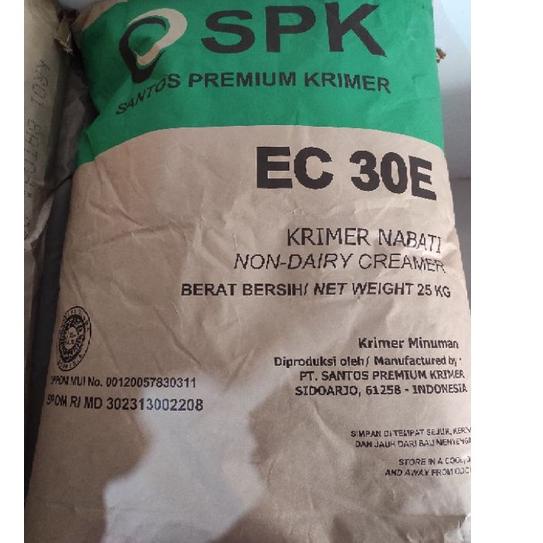 SPK
SANTOS PREMIUM KRIMER
EC 30E
KRIMER NABATI
NON-DAIRY CREAMER
BERAT BERSIH/ NET WEIGHT 25 KG
Krimer Minuman
Diproduksi oleh/ Manufactured by
PT. SANTOS PREMIUM KRIMER
SIDOARJO, 61258 - INDONESIA
MUI No. 00120057830311
BPOM RI MD 302313002208
SIMPAN DI TEMPAT SEJUK,
DAN JAUH DARI BAU
STORE IN A COOL,
AND AWAY FROM